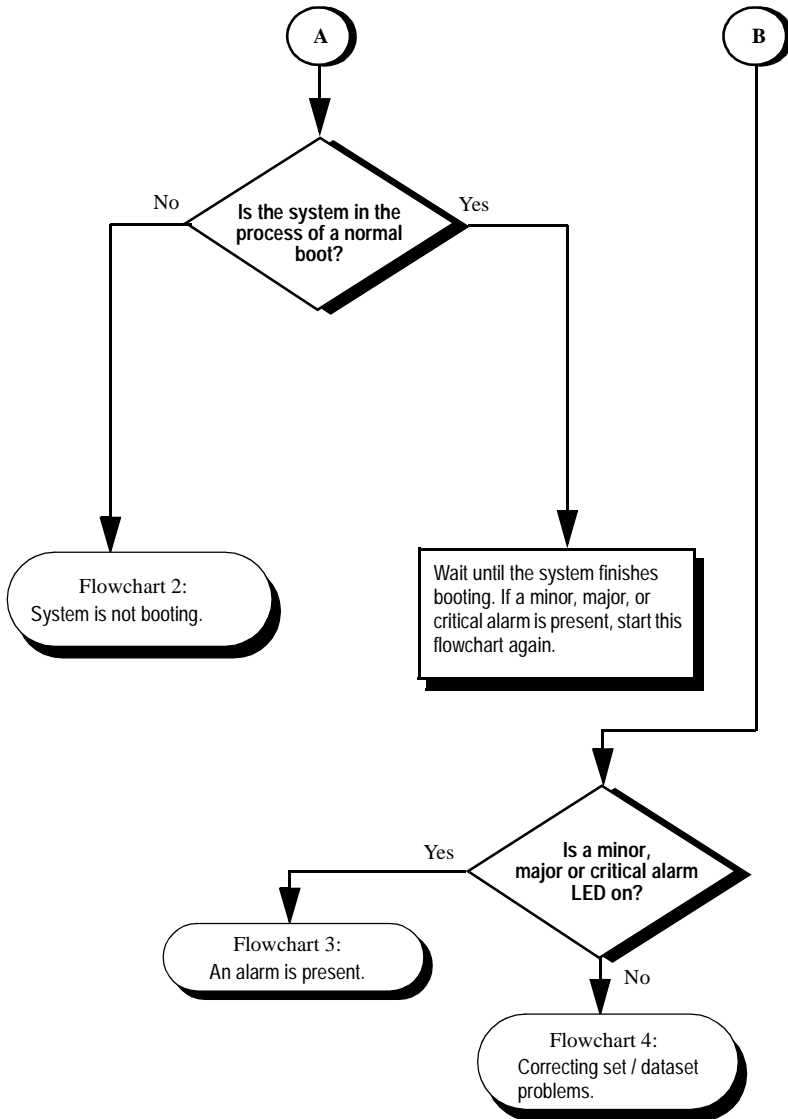 A
B
No
Yes
Is the system in the
process of a normal
boot?
Flowchart 2:
System is not booting.
Wait until the system finishes
booting. If a minor, major, or
critical alarm is present, start this
flowchart again.
Yes
Is a minor,
major or critical alarm
LED on?
Flowchart 3:
An alarm is present.
No
Flowchart 4:
Correcting set / dataset
problems.